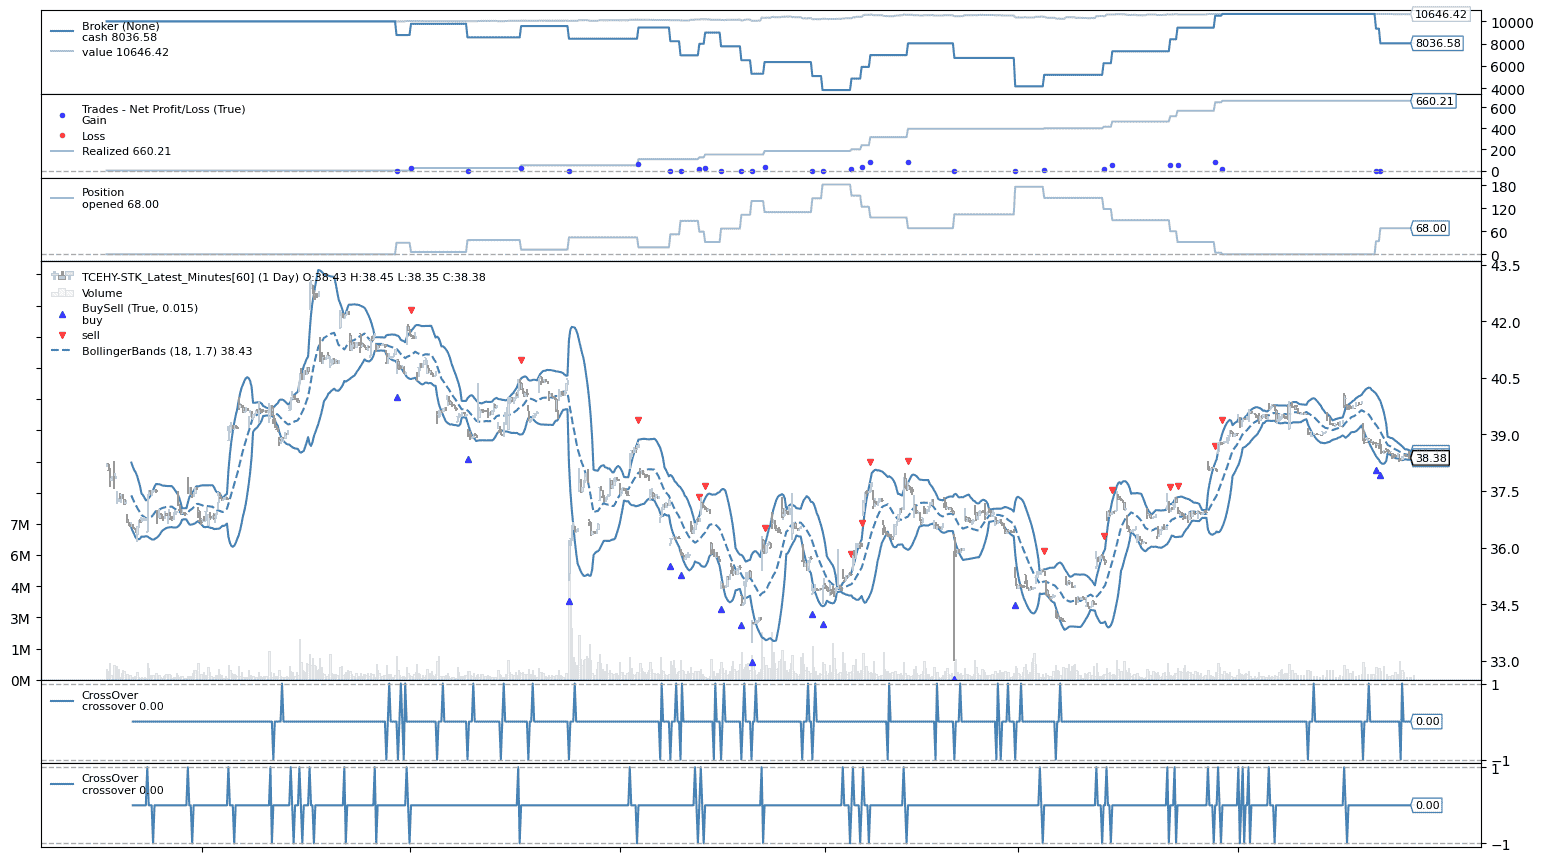 Broker (None)
cash 8036.58
value 10646.42
10646.42
10000
8036.58
8000
6000
4000
Trades - Net Profit/Loss (True)
Gain
Loss
Realized 660.21
660.21
600
400
200
0
Position
opened 68.00
180
120
68.00
60
0
TCEHY-STK_Latest_Minutes[60] (1 Day) O:38.43 H:38.45 L:38.35 C:38.38
Volume
BuySell (True, 0.015)
buy
sell
BollingerBands (18, 1.7) 38.43
43.5
42.0
40.5
39.0
38.38
37.5
36.0
34.5
33.0
7M
6M
4M
3M
1M
0M
CrossOver
crossover 0.00
1
0.00
−1
CrossOver
crossover 0.00
1
0.00
−1